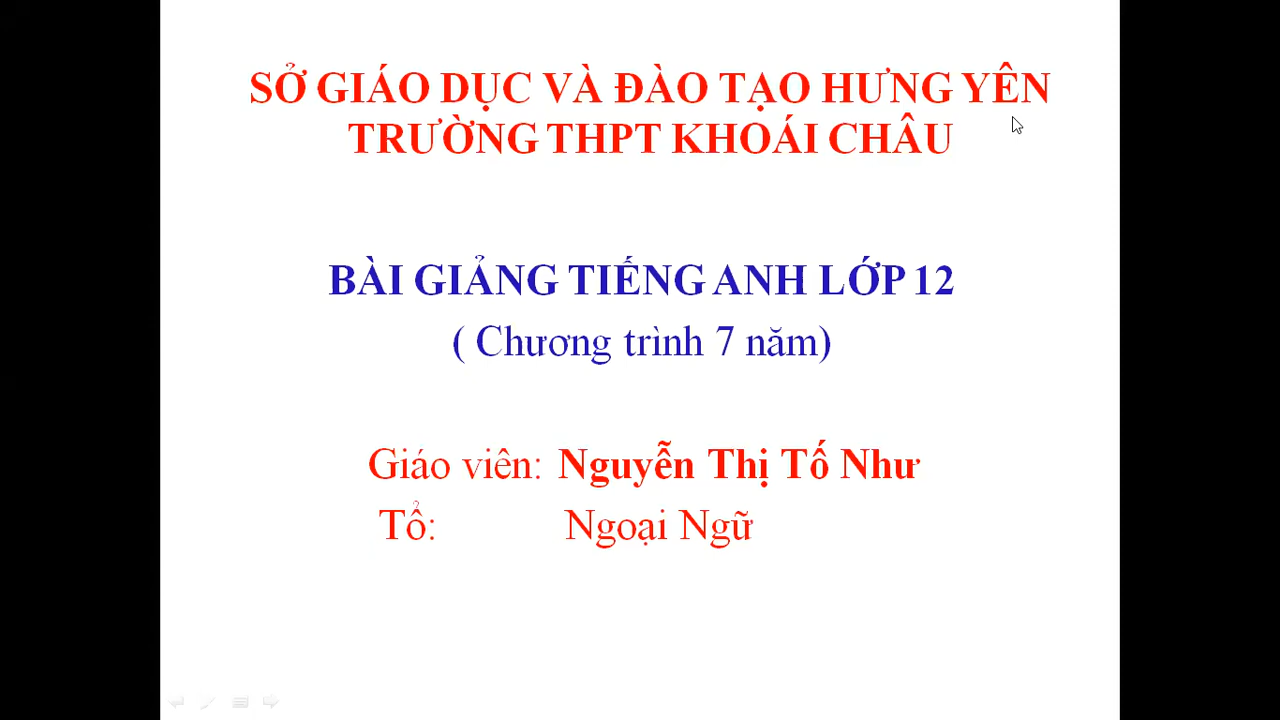 SỞ GIÁO DỤC VÀ ĐÀO TẠO HƯNG YÊN
TRƯỜNG THPT KHOÁI CHÂU
BÀI GIẢNG TIẾNG ANH LỚP 12
( Chương trình 7 năm)
Giáo viên: Nguyễn Thị Tố Như
Tổ: Ngoại Ngữ